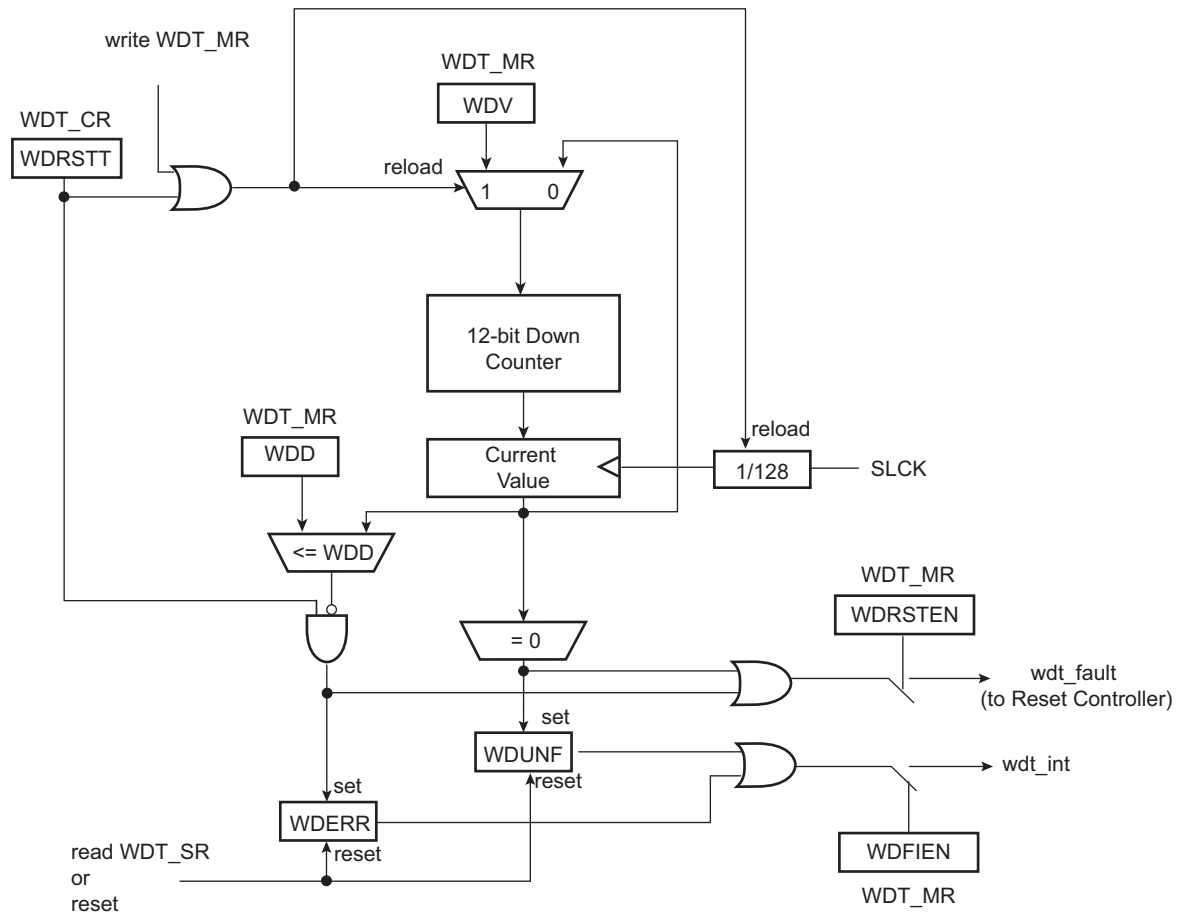 write WDT_MR
WDT_MR
WDV
WDT_CR
WDRSTT
reload
1 0
12-bit Down
Counter
WDT_MR
WDD
Current
Value
reload
1/128
SLCK
<= WDD
WDT_MR
WDRSTEN
= 0
wdt_fault
(to Reset Controller)
set
WDUNF
reset
wdt_int
set
WDERR
reset
WDFIEN
WDT_MR
read WDT_SR
or
reset